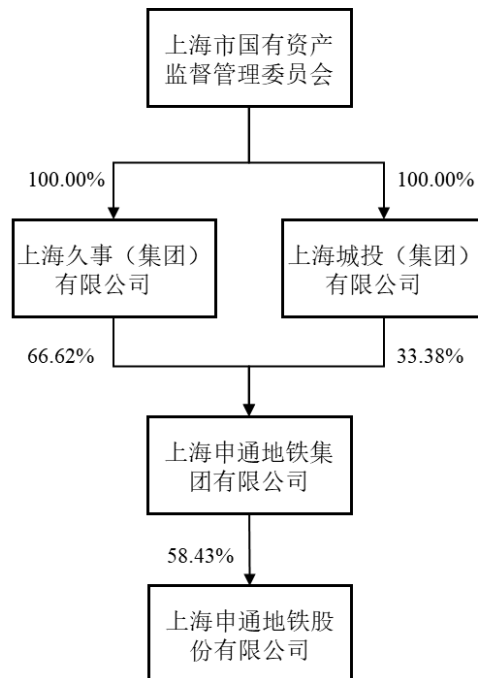 上海市国有资产
监督管理委员会
100.00%
100.00%
上海久事（集团）
有限公司
上海城投（集团）
有限公司
66.62%
33.38%
上海申通地铁集
团有限公司
58.43%
上海申通地铁股
份有限公司